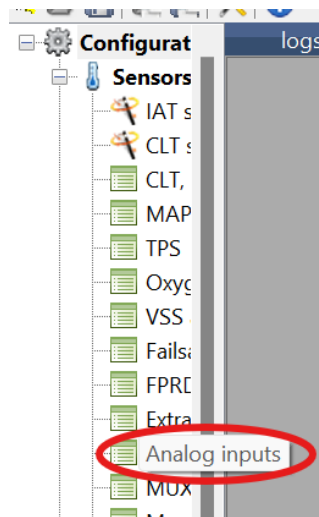 Configurat
logs
Sensors
IAT s
CLT s
CLT,
MAP
TPS
Oxyg
VSS
Failsa
FPRD
Extra
Analog inputs
MUX